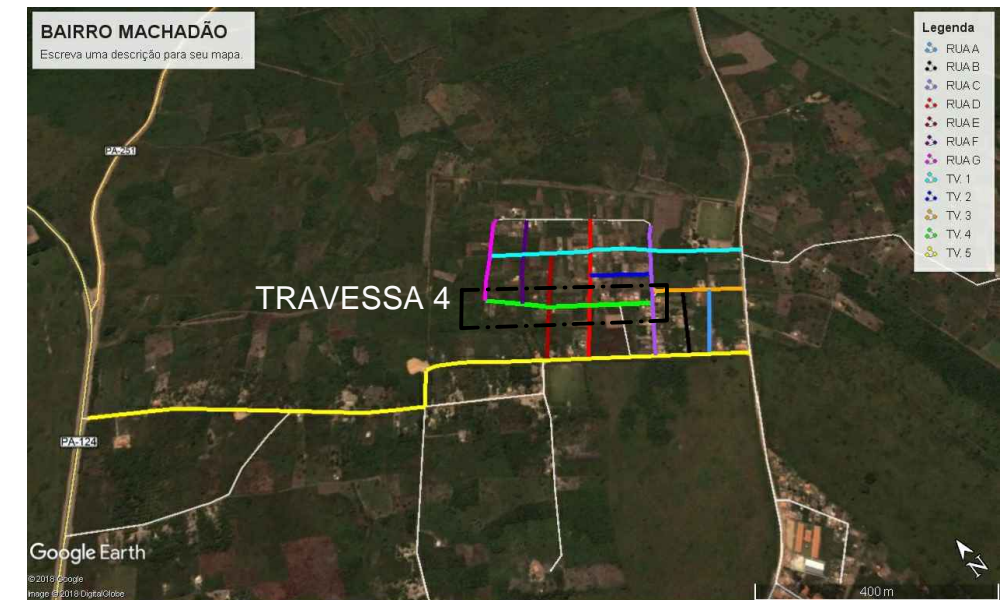 BAIRRO MACHADÃO
Escreva uma descrição para seu mapa.
Legenda
RUA A
RUA B
RUA C
RUA D
RUA E
RUA F
RUA G
TV. 1
TV. 2
TV. 3
TV. 4
TV. 5
PA-251
TRAVESSA 4
PA-124
Google Earth
© 2018 Google
Image © 2018 DigitalGlobe
400 m
N